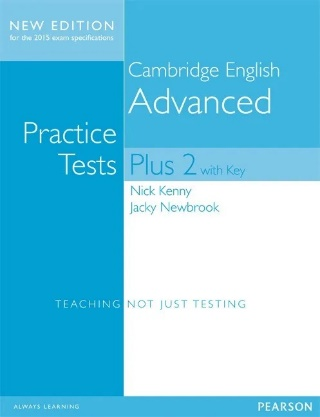 NEW EDITION
for the 2015 exam specifications
Cambridge English
Advanced
Practice
Tests Plus 2 with Key
Nick Kenny
Jacky Newbrook
TEACHING NOT JUST TESTING
ALWAYS LEARNING
PEARSON